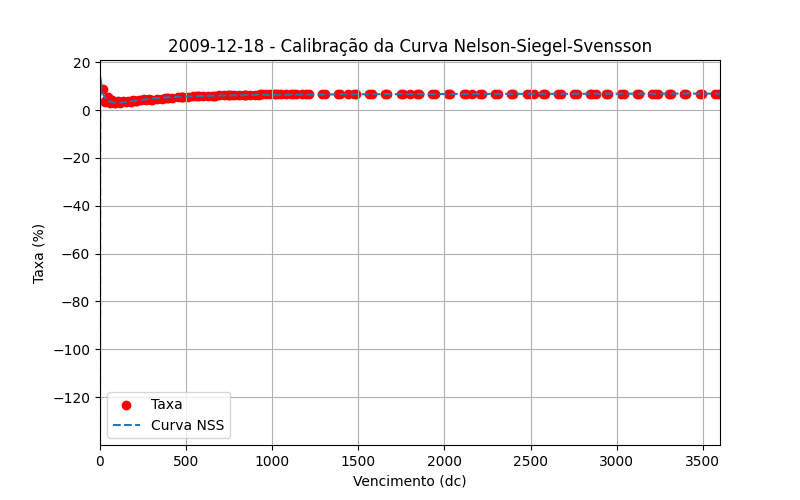 2009-12-18 - Calibração da Curva Nelson-Siegel-Svensson
20
0
−20
−40
−60
−80
−100
−120
Taxa (%)
Taxa
Curva NSS
0 500 1000 1500 2000 2500 3000 3500
Vencimento (dc)